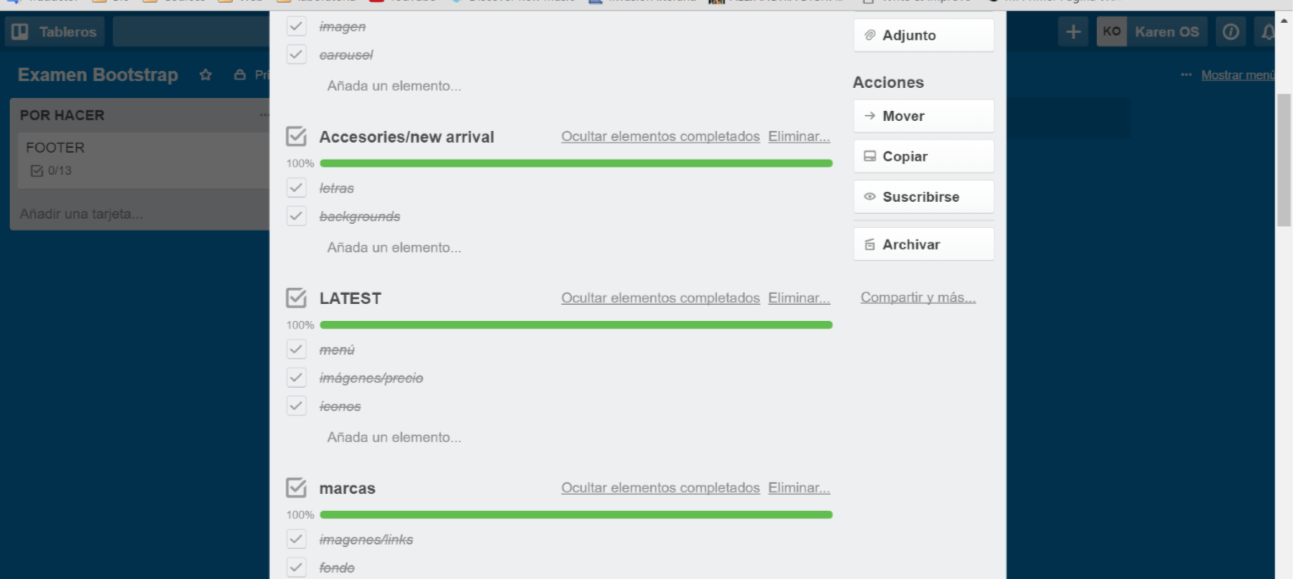 YouTube
Tableros
KO Karen OS
Examen Bootstrap
Mostrar menú
POR HACER
FOOTER
0/13
Añadir una tarjeta...
imagen
carousel
Añada un elemento...
Accesories/new arrival Ocultar elementos completados Eliminar...
100%
letras
backgrounds
Añada un elemento...
LATEST Ocultar elementos completados Eliminar...
100%
menú
imágenes/precio
iconos
Añada un elemento...
marcas Ocultar elementos completados Eliminar...
100%
imagenes/links
fondo
Adjunto
Acciones
Mover
Copiar
Suscribirse
Archivar
Compartir y más...